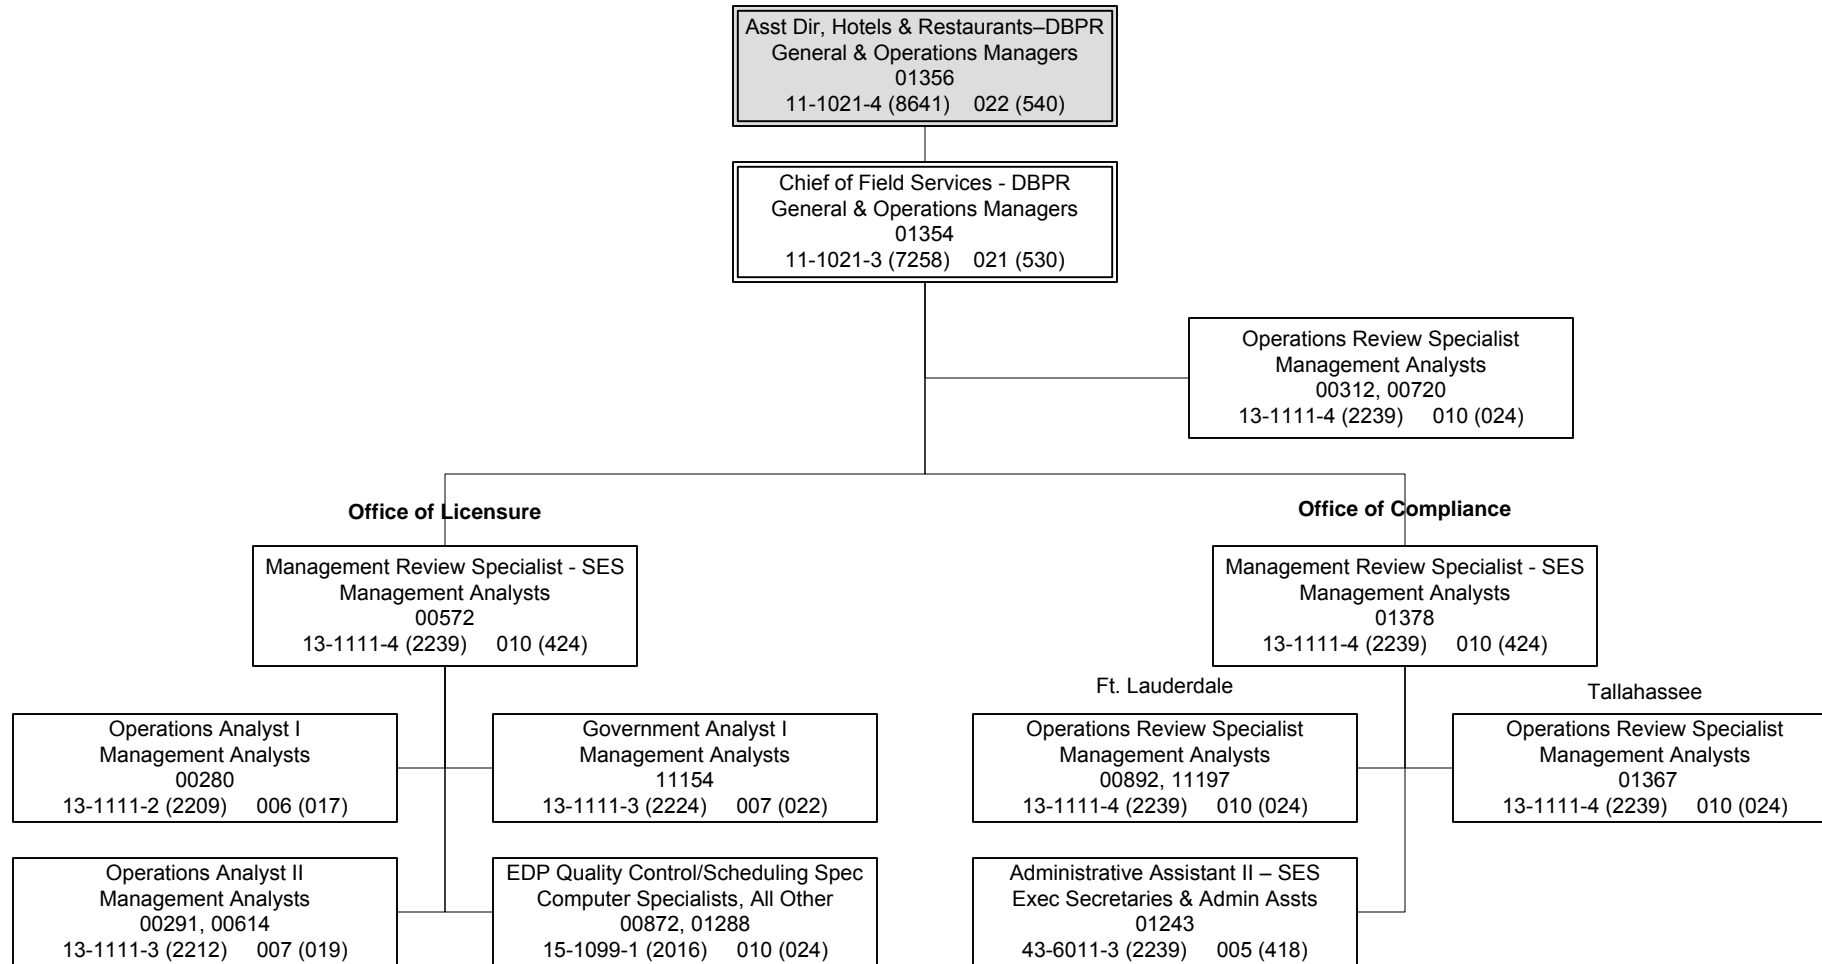 Asst Dir, Hotels & Restaurants–DBPR
General & Operations Managers
01356
11-1021-4 (8641) 022 (540)
Chief of Field Services - DBPR
General & Operations Managers
01354
11-1021-3 (7258) 021 (530)
Operations Review Specialist
Management Analysts
00312, 00720
13-1111-4 (2239) 010 (024)
Office of Licensure
Office of Compliance
Management Review Specialist - SES
Management Analysts
00572
13-1111-4 (2239) 010 (424)
Management Review Specialist - SES
Management Analysts
01378
13-1111-4 (2239) 010 (424)
Ft. Lauderdale
Tallahassee
Operations Analyst I
Management Analysts
00280
13-1111-2 (2209) 006 (017)
Government Analyst I
Management Analysts
11154
13-1111-3 (2224) 007 (022)
Operations Review Specialist
Management Analysts
00892, 11197
13-1111-4 (2239) 010 (024)
Operations Review Specialist
Management Analysts
01367
13-1111-4 (2239) 010 (024)
Operations Analyst II
Management Analysts
00291, 00614
13-1111-3 (2212) 007 (019)
EDP Quality Control/Scheduling Spec
Computer Specialists, All Other
00872, 01288
15-1099-1 (2016) 010 (024)
Administrative Assistant II – SES
Exec Secretaries & Admin Assts
01243
43-6011-3 (2239) 005 (418)